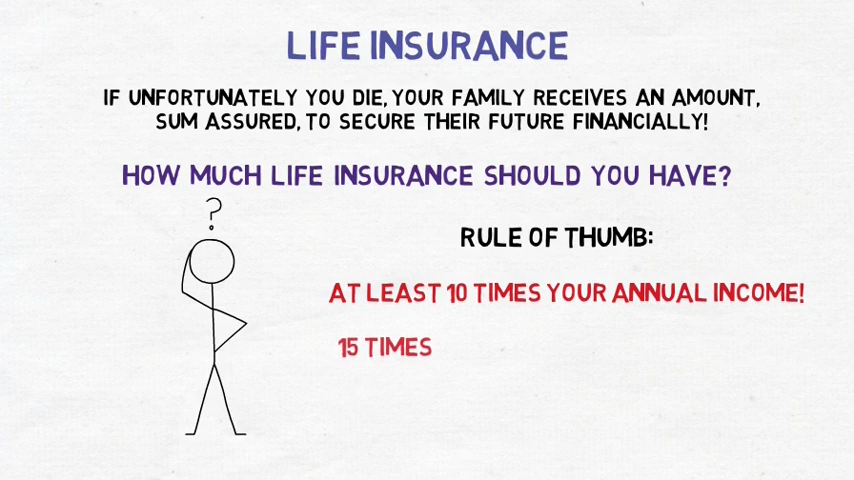 LIFE INSURANCE
IF UNFORTUNATELY YOU DIE, YOUR FAMILY RECEIVES AN AMOUNT,
SUM ASSURED, TO SECURE THEIR FUTURE FINANCIALLY!
HOW MUCH LIFE INSURANCE SHOULD YOU HAVE?
?
RULE OF THUMB:
AT LEAST 10 TIMES YOUR ANNUAL INCOME!
15 TIMES